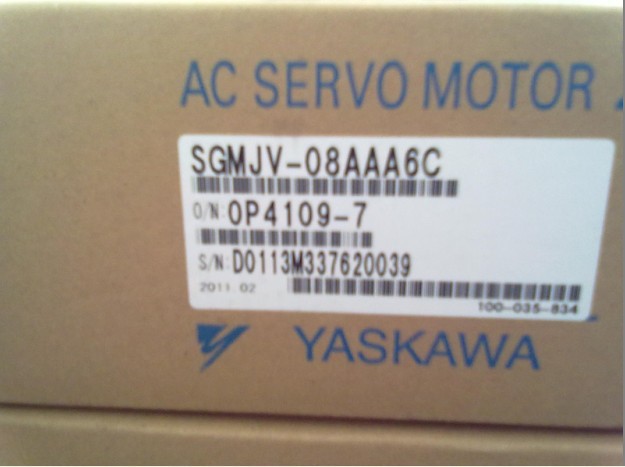 AC SERVO MOTOR
SGMJV-08AAA6C
O/N:0P4109-7
S/N:D0113M337620039
2011.02
100-035-834
YASKAWA